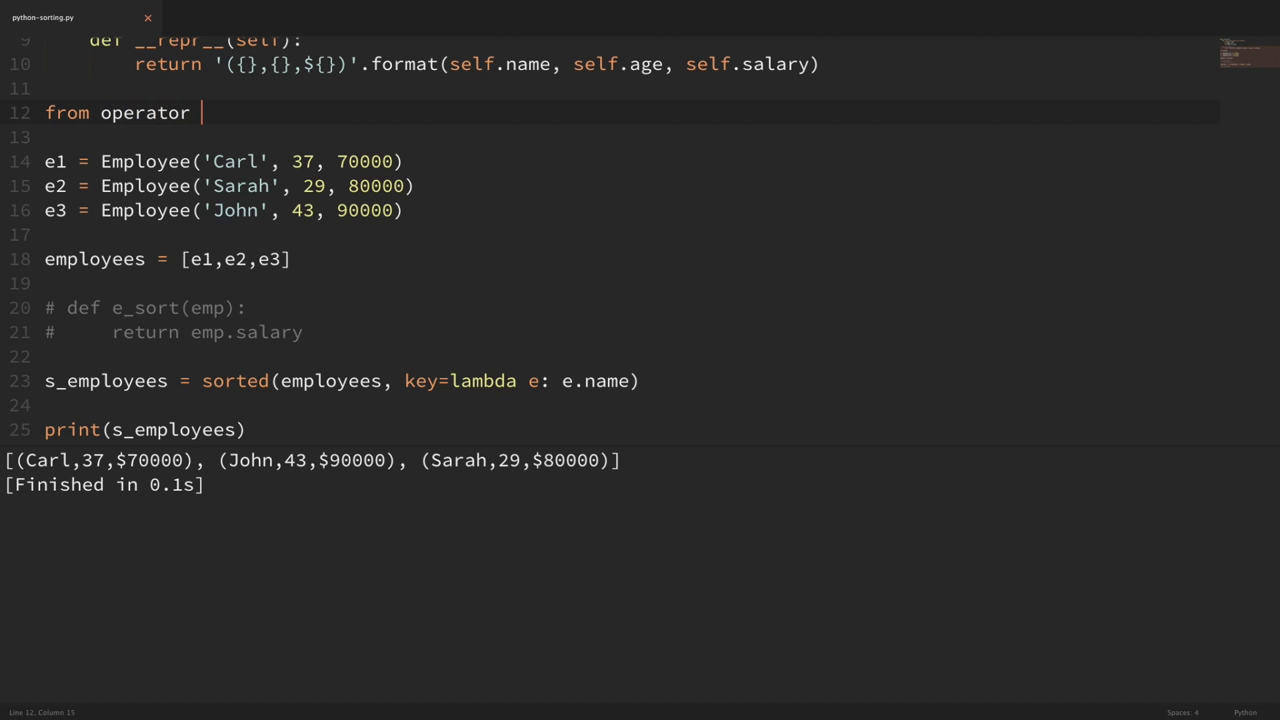 python-sorting.py ×
9     def __repr__(self):
10         return '({},{},${})'.format(self.name, self.age, self.salary)
11
12 from operator
13
14 e1 = Employee('Carl', 37, 70000)
15 e2 = Employee('Sarah', 29, 80000)
16 e3 = Employee('John', 43, 90000)
17
18 employees = [e1,e2,e3]
19
20 # def e_sort(emp):
21 #     return emp.salary
22
23 s_employees = sorted(employees, key=lambda e: e.name)
24
25 print(s_employees)
[(Carl,37,$70000), (John,43,$90000), (Sarah,29,$80000)]
[Finished in 0.1s]
Line 12, Column 15 Spaces: 4 Python